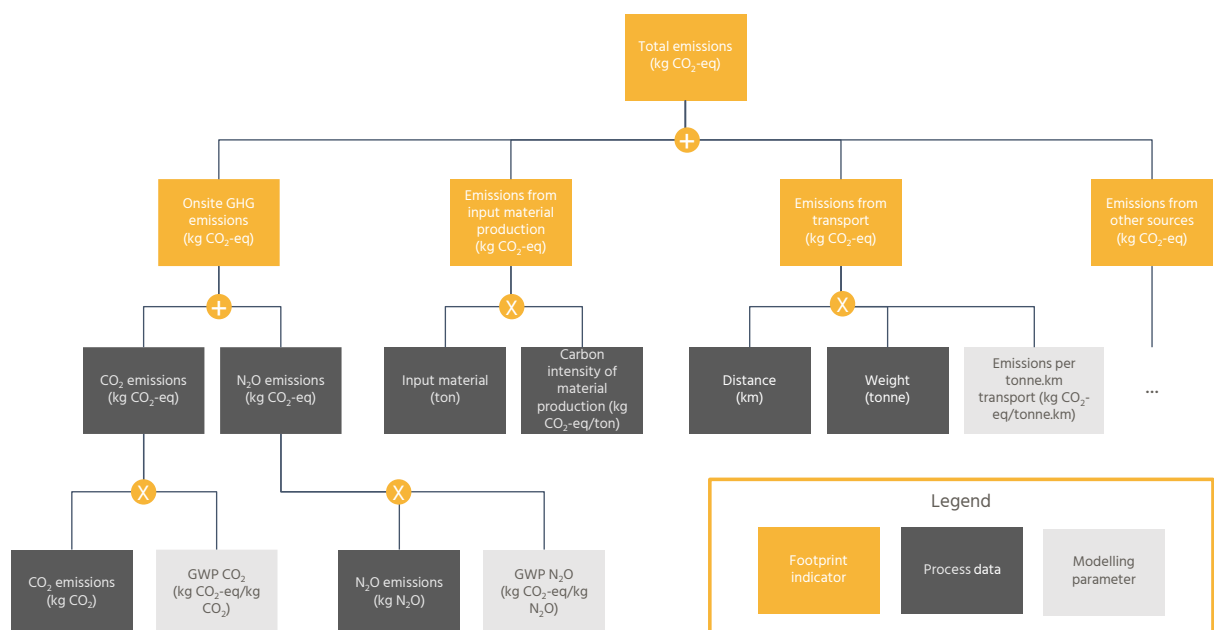 Total emissions
(kg CO₂-eq)
+
Onsite GHG
emissions
(kg CO₂-eq)
Emissions from
input material
production
(kg CO₂-eq)
Emissions from
transport
(kg CO₂-eq)
Emissions from
other sources
(kg CO₂-eq)
+
X
X
CO₂ emissions
(kg CO₂-eq)
N₂O emissions
(kg CO₂-eq)
Input material
(ton)
Carbon
intensity of
material
production (kg
CO₂-eq/ton)
Distance
(km)
Weight
(tonne)
Emissions per
tonne.km
transport (kg CO₂-
eq/tonne.km)
...
X
X
CO₂ emissions
(kg CO₂)
GWP CO₂
(kg CO₂-eq/kg
CO₂)
N₂O emissions
(kg N₂O)
GWP N₂O
(kg CO₂-eq/kg
N₂O)
Legend
Footprint
indicator
Process data
Modelling
parameter